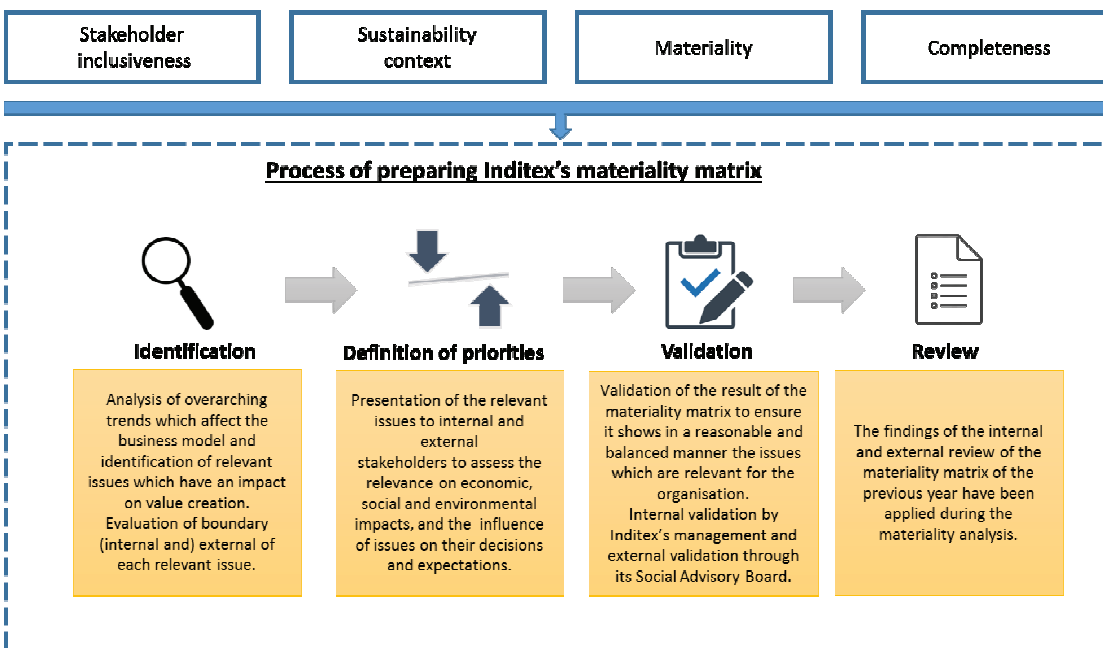 Stakeholder
inclusiveness
Sustainability
context
Materiality
Completeness
Process of preparing Inditex's materiality matrix
Identification
Analysis of overarching
trends which affect the
business model and
identification of relevant
issues which have an impact
on value creation.
Evaluation of boundary
(internal and) external of
each relevant issue.
Definition of priorities
Presentation of the relevant
issues to internal and
external
stakeholders to assess the
relevance on economic,
social and environmental
impacts, and the influence
of issues on their decisions
and expectations.
Validation
Validation of the result of the
materiality matrix to ensure
it shows in a reasonable and
balanced manner the issues
which are relevant for the
organisation.
Internal validation by
Inditex's management and
external validation through
its Social Advisory Board.
Review
The findings of the internal
and external review of the
materiality matrix of the
previous year have been
applied during the
materiality analysis.